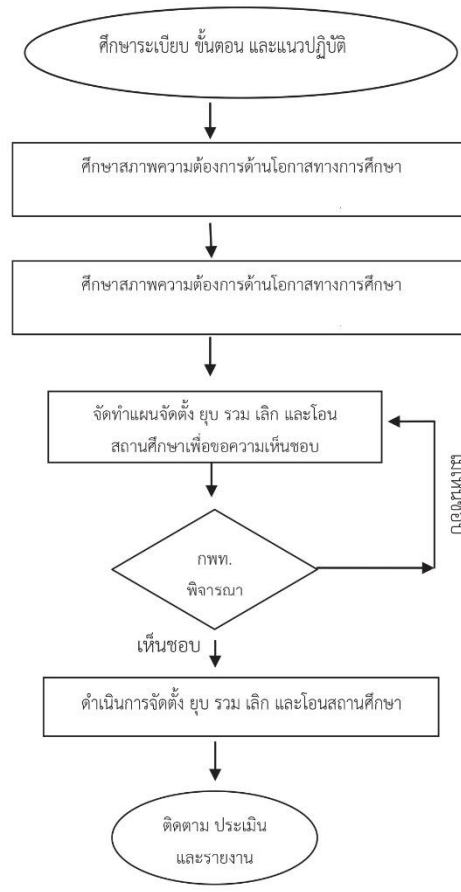 ศึกษาระเบียบ ขั้นตอน และแนวปฏิบัติ
ศึกษาสภาพความต้องการด้านโอกาสทางการศึกษา
ศึกษาสภาพความต้องการด้านโอกาสทางการศึกษา
จัดทำแผนจัดตั้ง ยุบ รวม เลิก และโอน
สถานศึกษาเพื่อขอความเห็นชอบ
กพท.
พิจารณา
เห็นชอบ
ดำเนินการจัดตั้ง ยุบ รวม เลิก และโอนสถานศึกษา
ติดตาม ประเมิน
และรายงาน